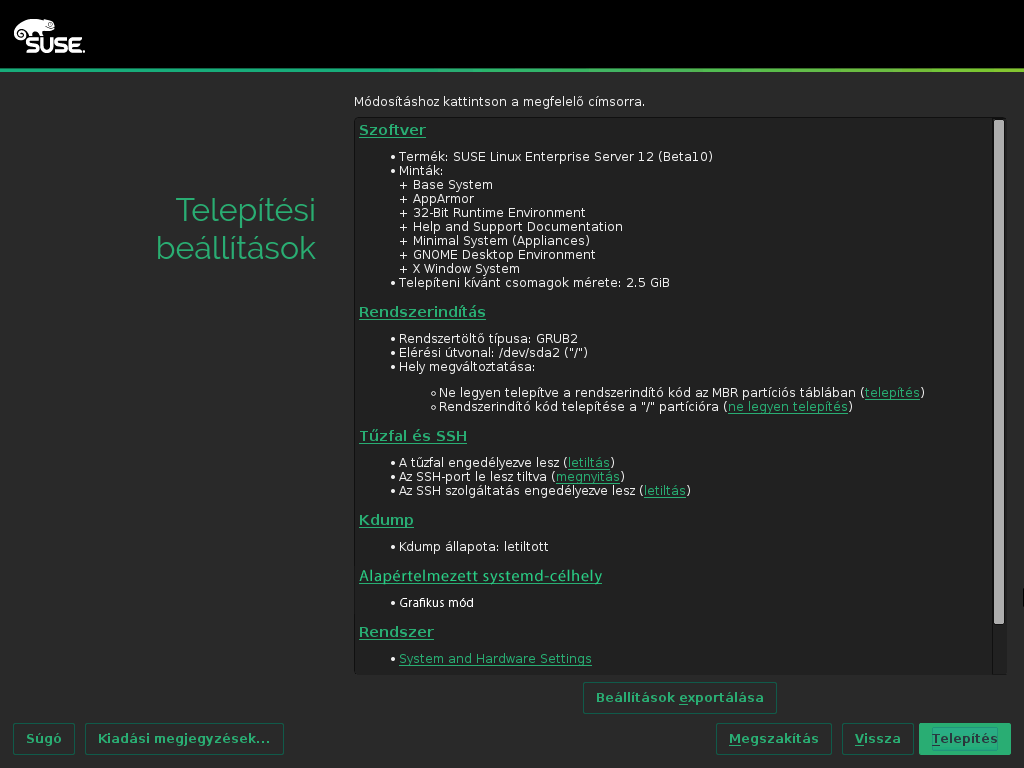 SUSE.
Módosításhoz kattintson a megfelelő címsorra.
Telepítési
beállítások
Szoftver
• Termék: SUSE Linux Enterprise Server 12 (Beta10)
• Minták:
+ Base System
+ AppArmor
+ 32-Bit Runtime Environment
+ Help and Support Documentation
+ Minimal System (Appliances)
+ GNOME Desktop Environment
+ X Window System
• Telepíteni kívánt csomagok mérete: 2.5 GiB
Rendszerindítás
• Rendszertöltő típusa: GRUB2
• Elérési útvonal: /dev/sda2 ("/")
• Hely megváltoztatása:
◦ Ne legyen telepítve a rendszerindító kód az MBR partíciós táblában (telepítés)
◦ Rendszerindító kód telepítése a "/" partícióra (ne legyen telepítés)
Tűzfal és SSH
• A tűzfal engedélyezve lesz (letiltás)
• Az SSH-port le lesz tiltva (megnyitás)
• Az SSH szolgáltatás engedélyezve lesz (letiltás)
Kdump
• Kdump állapota: letiltott
Alapértelmezett systemd-célhely
• Grafikus mód
Rendszer
• System and Hardware Settings
Beállítások exportálása
Súgó
Kiadási megjegyzések...
Megszakítás
Vissza
Telepítés